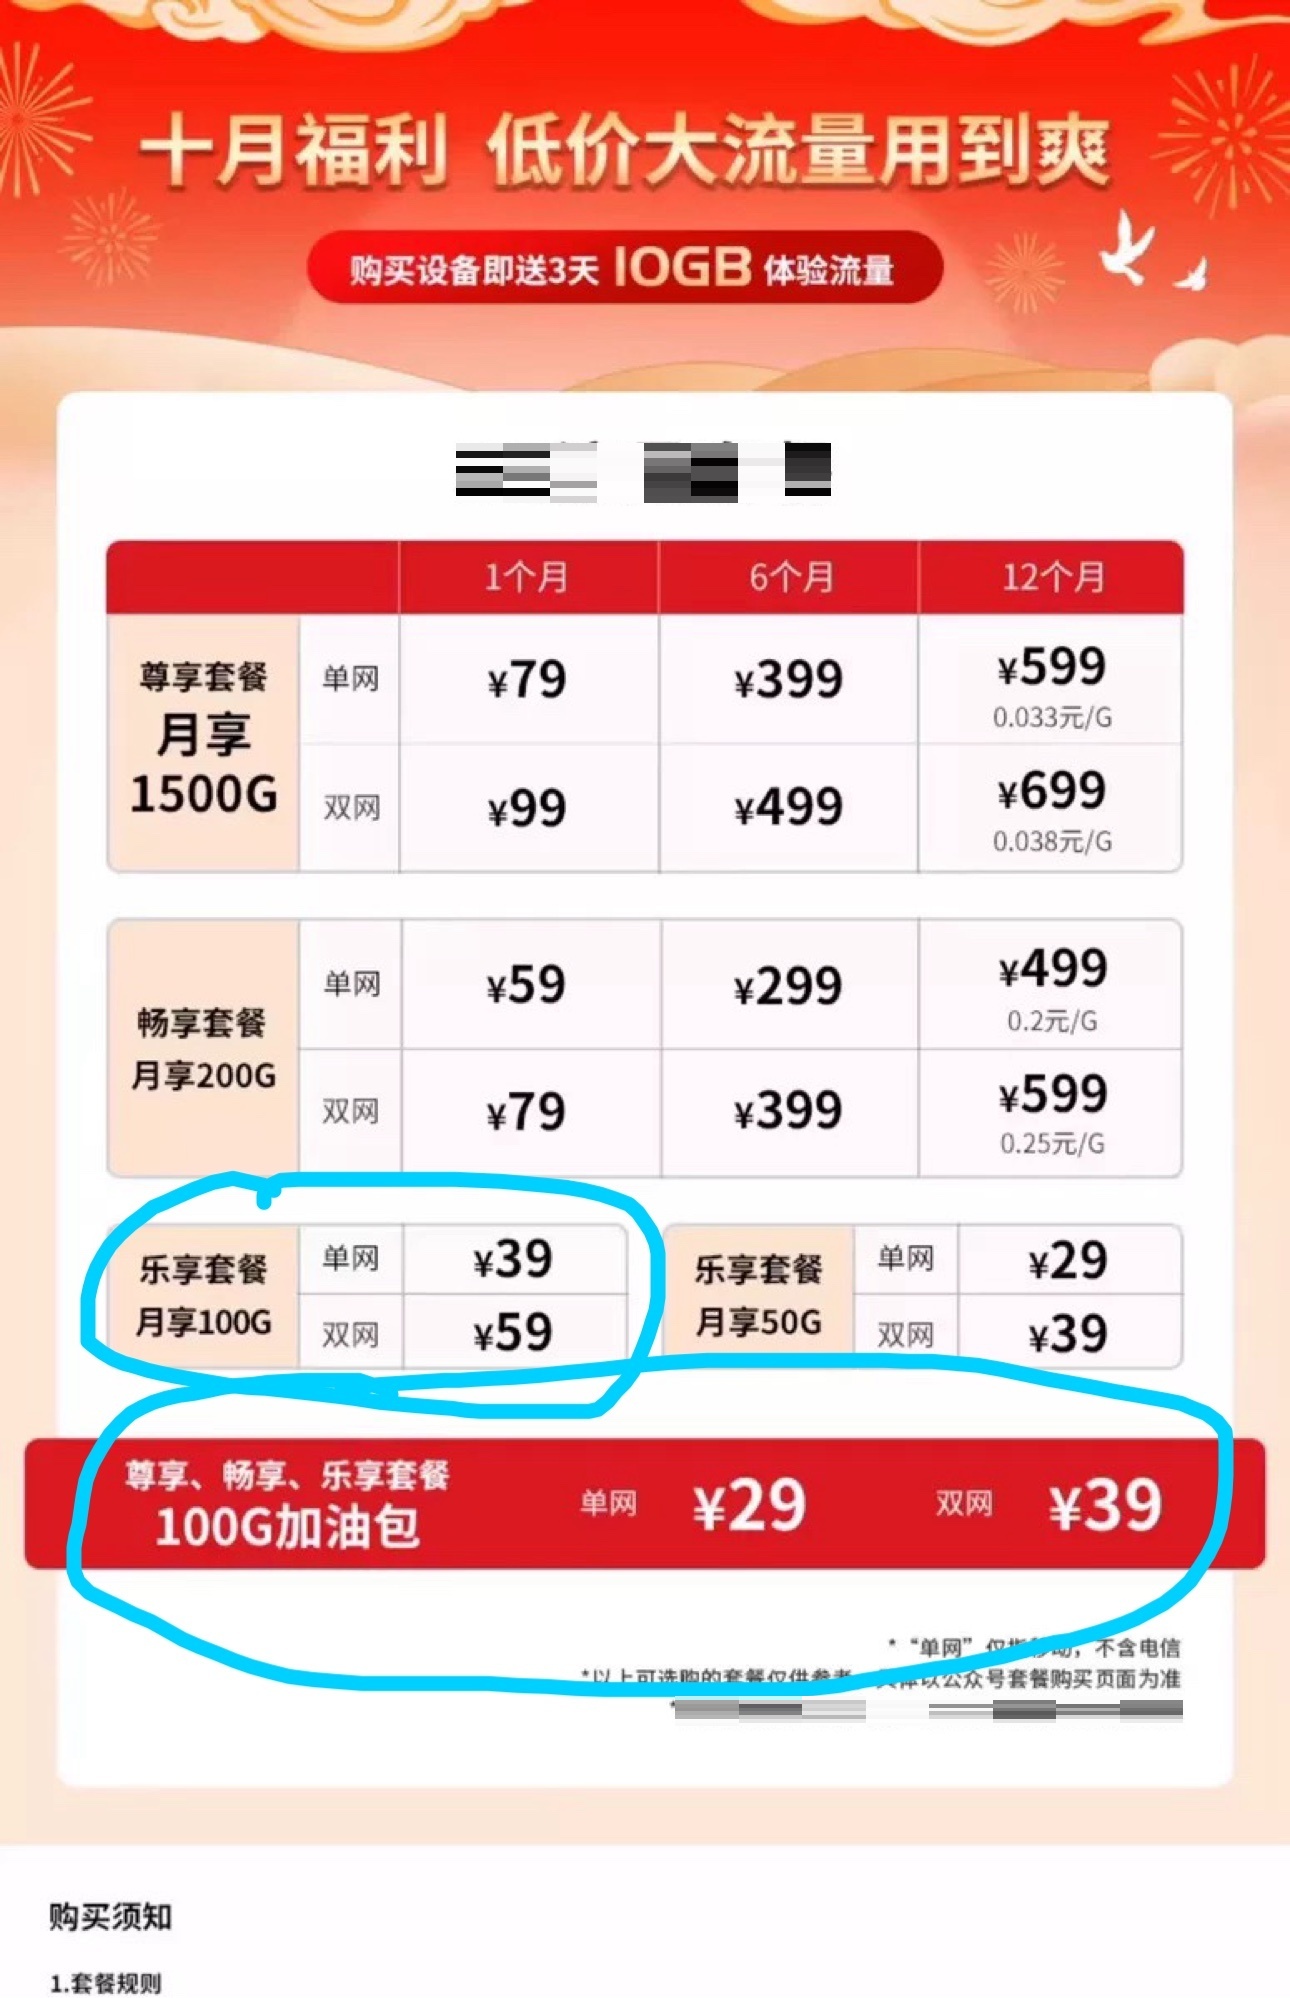 十月福利 低价大流量用到爽
购买设备即送3天 10GB 体验流量
1个月 6个月 12个月
尊享套餐
月享
1500G
单网 ¥79 ¥399 ¥599
0.033元/G
双网 ¥99 ¥499 ¥699
0.038元/G
畅享套餐
月享200G
单网 ¥59 ¥299 ¥499
0.2元/G
双网 ¥79 ¥399 ¥599
0.25元/G
乐享套餐
月享100G
单网 ¥39
双网 ¥59
乐享套餐
月享50G
单网 ¥29
双网 ¥39
尊享、畅享、乐享套餐
100G加油包
单网 ¥29 双网 ¥39
*“单网”仅指移动，不含电信
*以上可选购的套餐仅供参考 具体以公众号套餐购买页面为准
购买须知
1.套餐规则